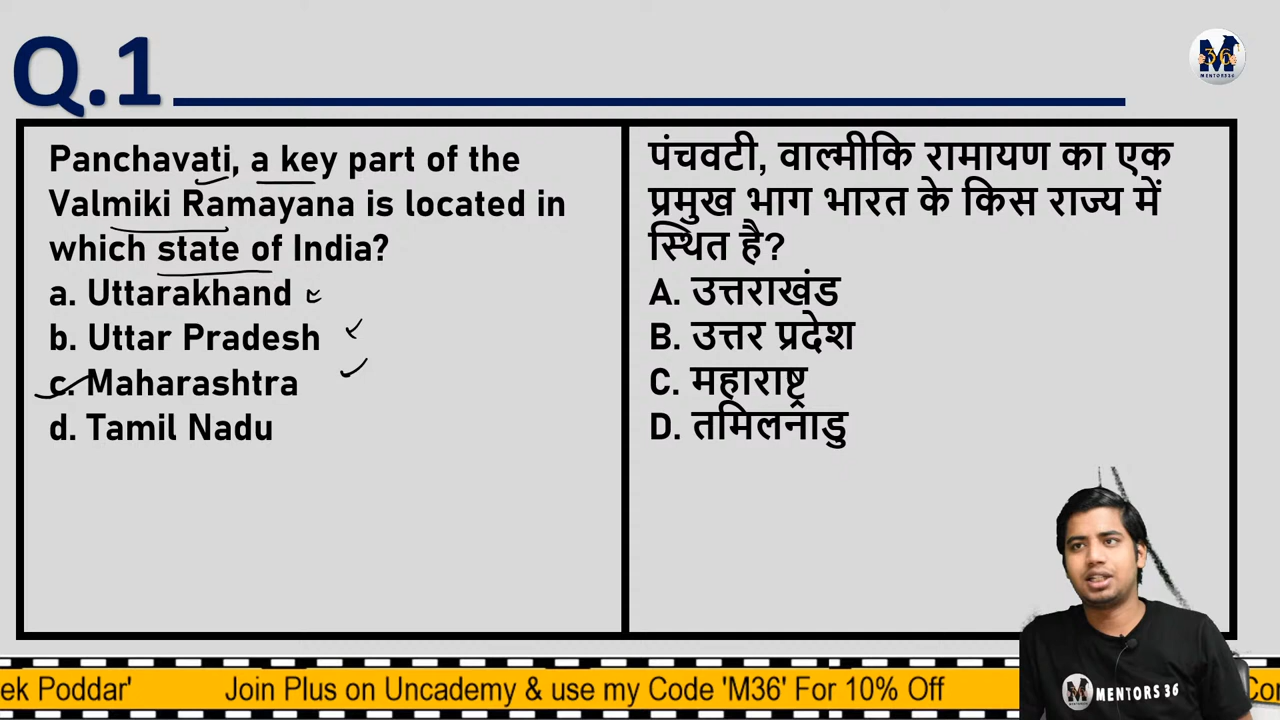 Q.1
36
MENTORS36
Panchavati, a key part of the
Valmiki Ramayana is located in
which state of India?
a. Uttarakhand
b. Uttar Pradesh
c. Maharashtra
d. Tamil Nadu
पंचवटी, वाल्मीकि रामायण का एक
प्रमुख भाग भारत के किस राज्य में
स्थित है?
A. उत्तराखंड
B. उत्तर प्रदेश
C. महाराष्ट्र
D. तमिलनाडु
MENTORS 36
ek Poddar' Join Plus on Uncademy & use my Code 'M36' For 10% Off